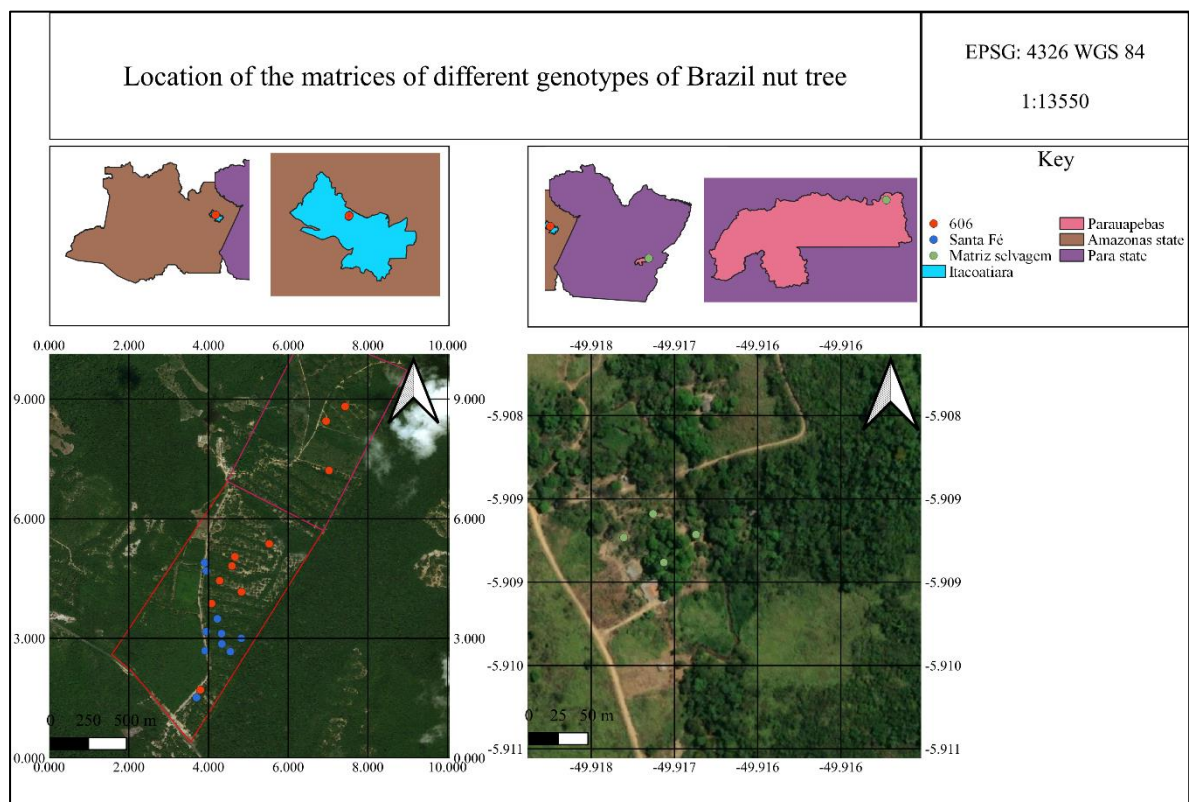 Location of the matrices of different genotypes of Brazil nut tree
EPSG: 4326 WGS 84
1:13550
Key
606
Santa Fé
Matriz selvagem
Itacoatiara
Parauapebas
Amazonas state
Para state
0.000 2.000 4.000 6.000 8.000 10.000
9.000 9.000
6.000 6.000
3.000 3.000
0.000 0.000
0 250 500 m
0.000 2.000 4.000 6.000 8.000 10.000
-49.918 -49.917 -49.916 -49.916
-5.908 -5.908
-5.909 -5.909
-5.909 -5.909
-5.910 -5.910
-5.911 -5.911
0 25 50 m
-49.918 -49.917 -49.916 -49.916